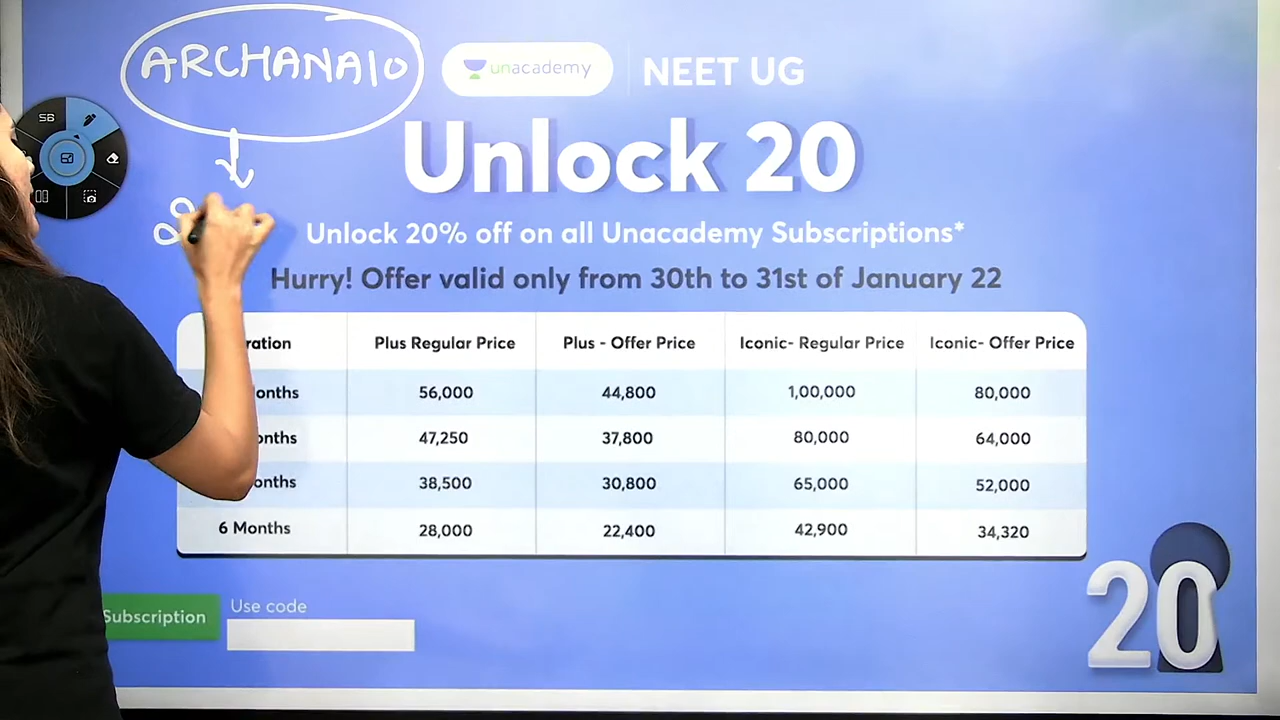 ARCHANA10
unacademy
NEET UG
Unlock 20
Unlock 20% off on all Unacademy Subscriptions*
Hurry! Offer valid only from 30th to 31st of January 22
ration Plus Regular Price Plus - Offer Price Iconic- Regular Price Iconic- Offer Price
onths 56,000 44,800 1,00,000 80,000
onths 47,250 37,800 80,000 64,000
onths 38,500 30,800 65,000 52,000
6 Months 28,000 22,400 42,900 34,320
Subscription
Use code
20